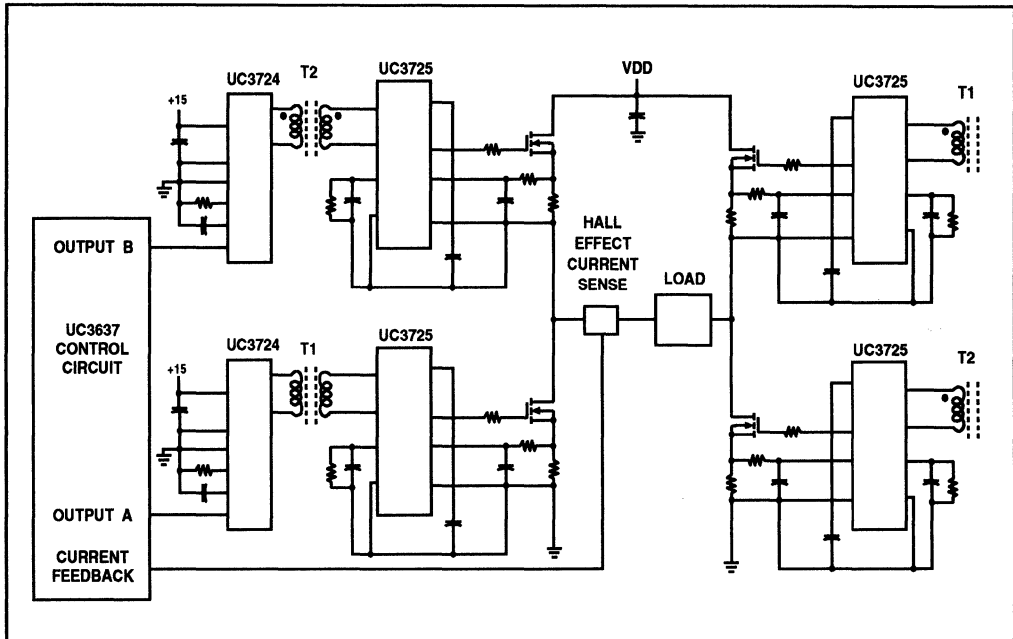 UC3724
T2
UC3725
VDD
UC3725
T1
+15
OUTPUT B
HALL
EFFECT
CURRENT
SENSE
LOAD
UC3637
CONTROL
CIRCUIT
UC3724
T1
UC3725
UC3725
T2
+15
OUTPUT A
CURRENT
FEEDBACK